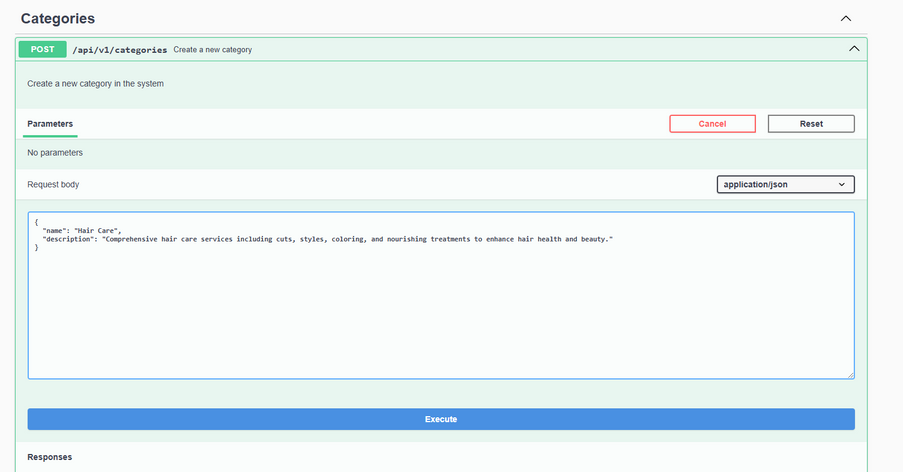 Categories
POST /api/v1/categories Create a new category
Create a new category in the system
Parameters Cancel Reset
No parameters
Request body application/json
{
"name": "Hair Care",
"description": "Comprehensive hair care services including cuts, styles, coloring, and nourishing treatments to enhance hair health and beauty."
}
Execute
Responses